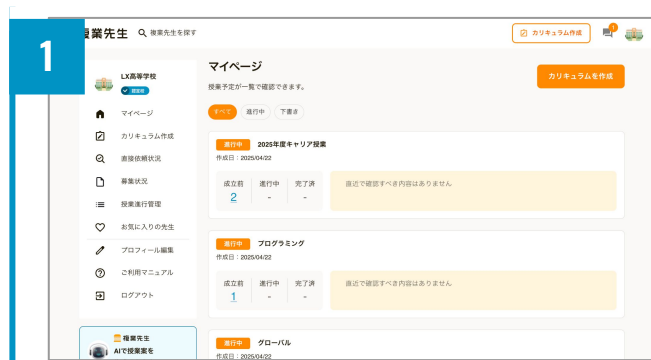 1
複業先生
複業先生を探す
カリキュラム作成
LX高等学校
マイページ
カリキュラム作成
直接依頼状況
募集状況
授業進行管理
お気に入りの先生
プロフィール編集
ご利用マニュアル
ログアウト
複業先生
AIで授業案を
マイページ
授業予定が一覧で確認できます。
カリキュラムを作成
すべて
進行中
下書き
進行中 2025年度キャリア授業
作成日：2025/04/22
成立前 進行中 完了済
2 - -
直近で確認すべき内容はありません
進行中 プログラミング
作成日：2025/04/22
成立前 進行中 完了済
1 - -
直近で確認すべき内容はありません
進行中 グローバル
作成日：2025/04/22